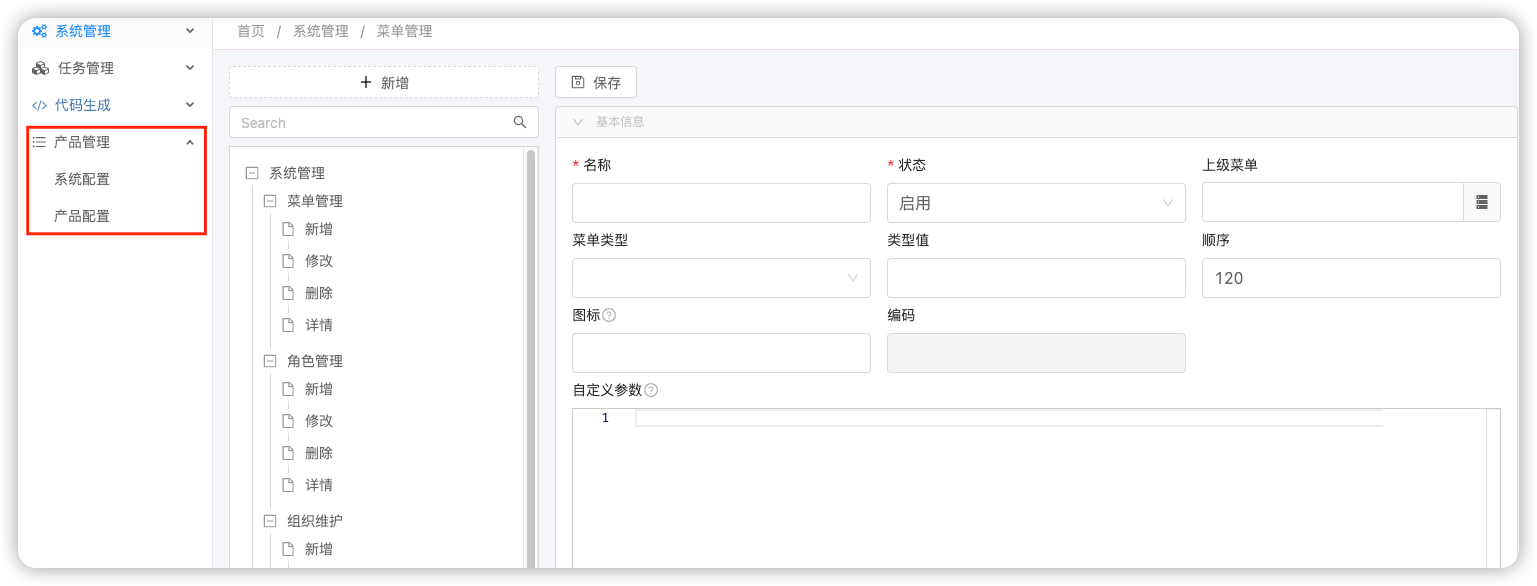 系统管理
任务管理
代码生成
产品管理
系统配置
产品配置
首页 / 系统管理 / 菜单管理
+ 新增
Search
系统管理
菜单管理
新增
修改
删除
详情
角色管理
新增
修改
删除
详情
组织维护
新增
保存
基本信息
* 名称
* 状态
上级菜单
启用
菜单类型
类型值
顺序
120
图标
编码
自定义参数
1